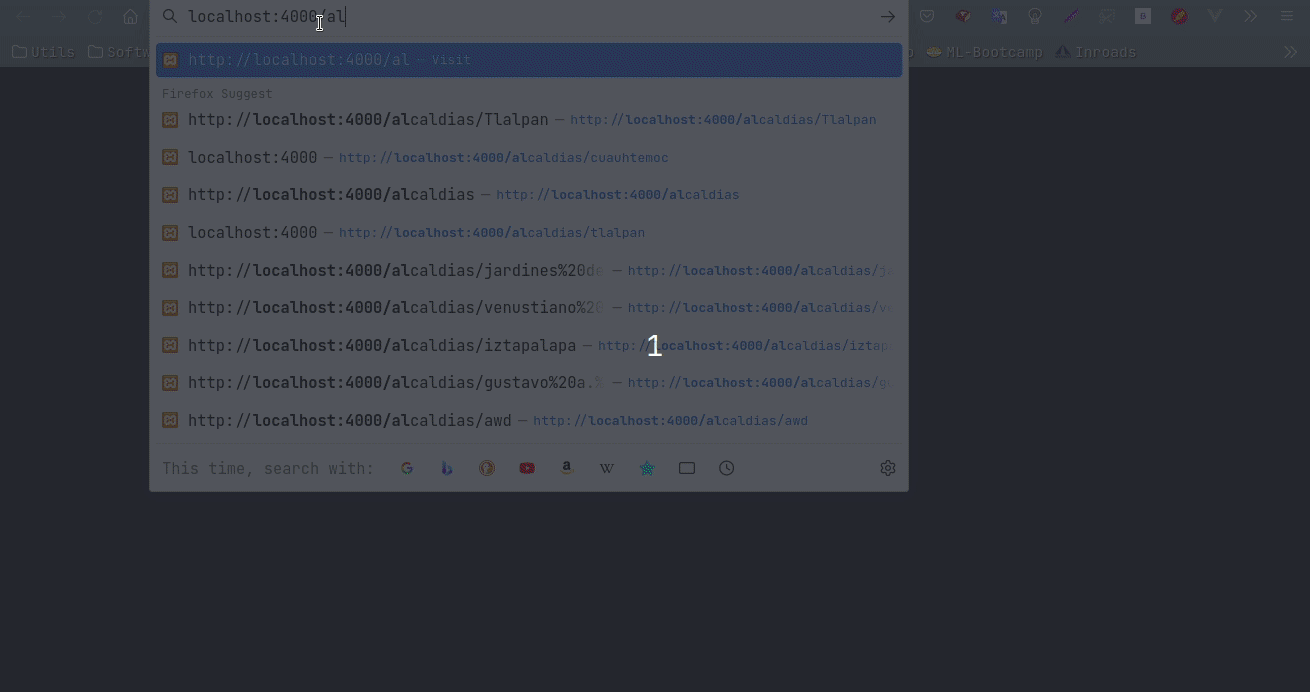 localhost:4000/al
Utils Softw ML-Bootcamp Inroads
http://localhost:4000/al — Visit
Firefox Suggest
http://localhost:4000/alcaldias/Tlalpan — http://localhost:4000/alcaldias/Tlalpan
localhost:4000 — http://localhost:4000/alcaldias/cuauhtemoc
http://localhost:4000/alcaldias — http://localhost:4000/alcaldias
localhost:4000 — http://localhost:4000/alcaldias/tlalpan
http://localhost:4000/alcaldias/jardines%20de — http://localhost:4000/alcaldias/j
http://localhost:4000/alcaldias/venustiano%20 — http://localhost:4000/alcaldias/v
http://localhost:4000/alcaldias/iztapalapa — http://localhost:4000/alcaldias/iztap
1
http://localhost:4000/alcaldias/gustavo%20a.% — http://localhost:4000/alcaldias/g
http://localhost:4000/alcaldias/awd — http://localhost:4000/alcaldias/awd
This time, search with: